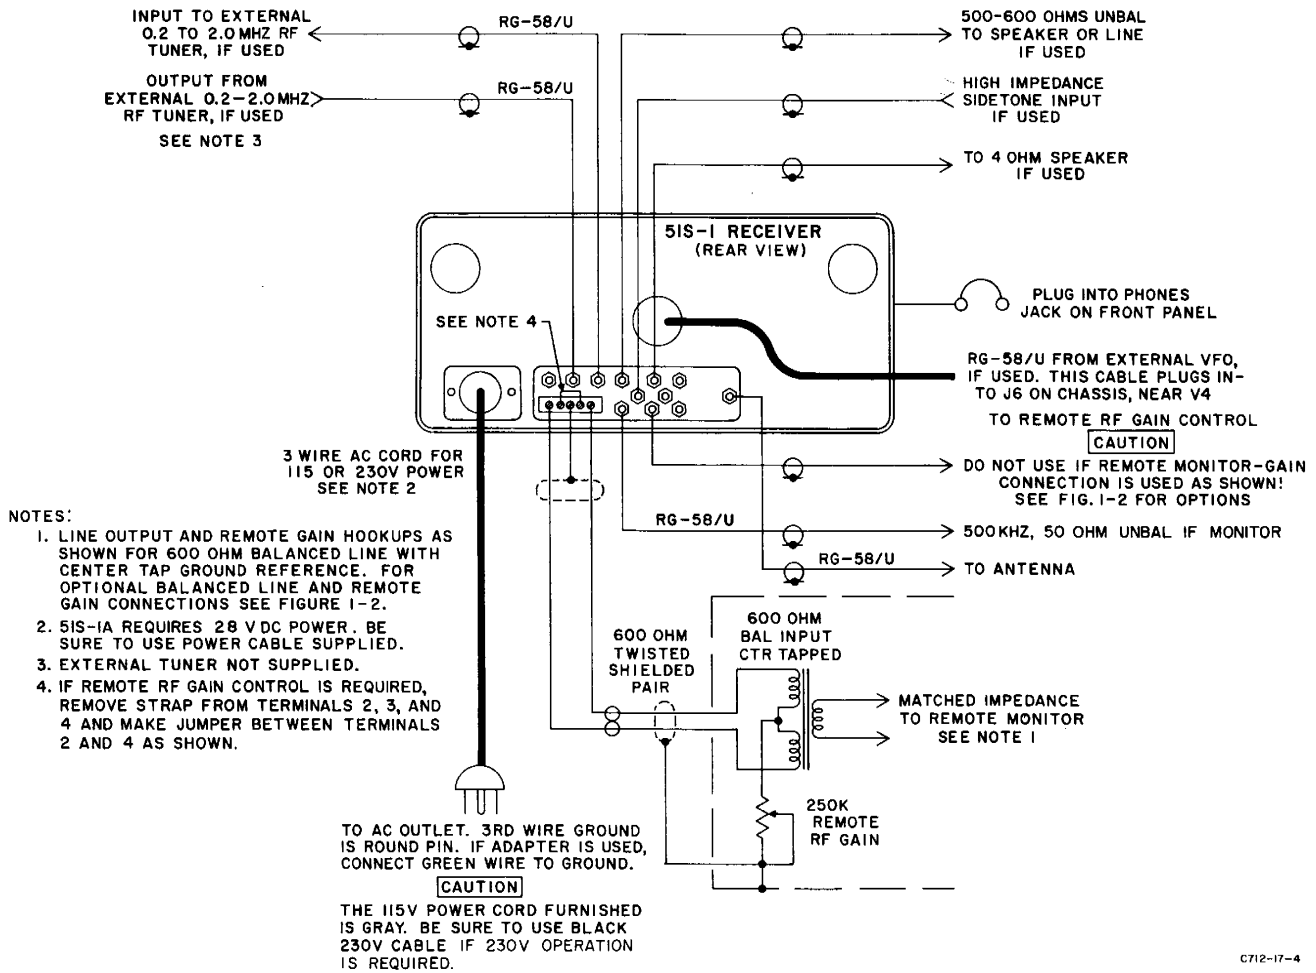 INPUT TO EXTERNAL
0.2 TO 2.0 MHZ RF
TUNER, IF USED
RG-58/U
OUTPUT FROM
EXTERNAL 0.2-2.0 MHZ
RF TUNER, IF USED
SEE NOTE 3
RG-58/U
500-600 OHMS UNBAL
TO SPEAKER OR LINE
IF USED
HIGH IMPEDANCE
SIDETONE INPUT
IF USED
TO 4 OHM SPEAKER
IF USED
51S-1 RECEIVER
(REAR VIEW)
SEE NOTE 4
PLUG INTO PHONES
JACK ON FRONT PANEL
RG-58/U FROM EXTERNAL VFO,
IF USED. THIS CABLE PLUGS IN-
TO J6 ON CHASSIS, NEAR V4
TO REMOTE RF GAIN CONTROL
CAUTION
DO NOT USE IF REMOTE MONITOR-GAIN
CONNECTION IS USED AS SHOWN!
SEE FIG. 1-2 FOR OPTIONS
3 WIRE AC CORD FOR
115 OR 230V POWER
SEE NOTE 2
RG-58/U
500KHZ, 50 OHM UNBAL IF MONITOR
RG-58/U
TO ANTENNA
NOTES:
1. LINE OUTPUT AND REMOTE GAIN HOOKUPS AS
SHOWN FOR 600 OHM BALANCED LINE WITH
CENTER TAP GROUND REFERENCE. FOR
OPTIONAL BALANCED LINE AND REMOTE
GAIN CONNECTIONS SEE FIGURE 1-2.
2. 51S-1A REQUIRES 28 V DC POWER. BE
SURE TO USE POWER CABLE SUPPLIED.
3. EXTERNAL TUNER NOT SUPPLIED.
4. IF REMOTE RF GAIN CONTROL IS REQUIRED,
REMOVE STRAP FROM TERMINALS 2, 3, AND
4 AND MAKE JUMPER BETWEEN TERMINALS
2 AND 4 AS SHOWN.
600 OHM
TWISTED
SHIELDED
PAIR
600 OHM
BAL INPUT
CTR TAPPED
MATCHED IMPEDANCE
TO REMOTE MONITOR
SEE NOTE 1
250K
REMOTE
RF GAIN
TO AC OUTLET. 3RD WIRE GROUND
IS ROUND PIN. IF ADAPTER IS USED,
CONNECT GREEN WIRE TO GROUND.
CAUTION
THE 115V POWER CORD FURNISHED
IS GRAY. BE SURE TO USE BLACK
230V CABLE IF 230V OPERATION
IS REQUIRED.
C712-17-4